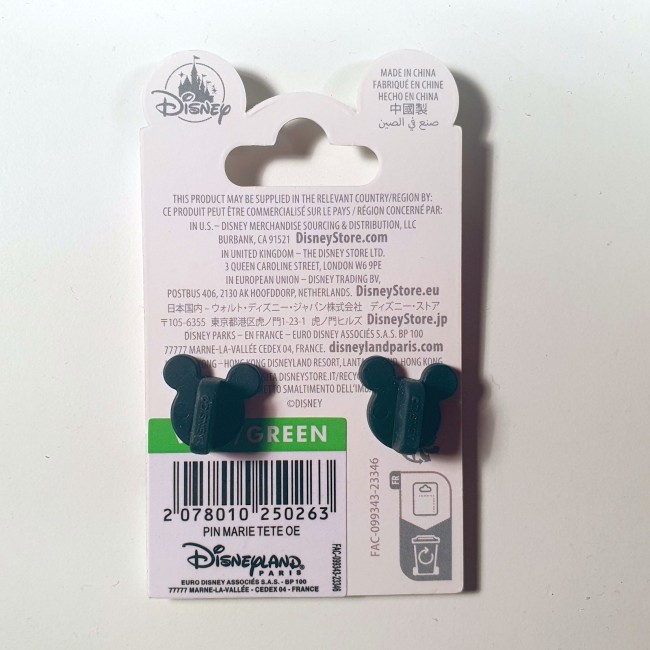 Disney
MADE IN CHINA
FABRIQUÉ EN CHINE
HECHO EN CHINA
中國製
صنع في الصين
THIS PRODUCT MAY BE SUPPLIED IN THE RELEVANT COUNTRY/REGION BY:
CE PRODUIT PEUT ÊTRE COMMERCIALISÉ SUR LE PAYS / RÉGION CONCERNÉ PAR:
IN U.S. – DISNEY MERCHANDISE SOURCING & DISTRIBUTION, LLC
BURBANK, CA 91521 DisneyStore.com
IN UNITED KINGDOM – THE DISNEY STORE LTD.
3 QUEEN CAROLINE STREET, LONDON W6 9PE
IN EUROPEAN UNION – DISNEY TRADING BV,
POSTBUS 406, 2130 AK HOOFDDORP, NETHERLANDS. DisneyStore.eu
日本国内－ウォルト・ディズニー・ジャパン株式会社 ディズニー・ストア
〒105-6355 東京都港区虎ノ門1-23-1 虎ノ門ヒルズ DisneyStore.jp
DISNEY PARKS – EN FRANCE – EURO DISNEY ASSOCIÉS S.A.S. BP 100
77777 MARNE-LA-VALLÉE CEDEX 04, FRANCE. disneylandparis.com
– HONG KONG DISNEYLAND RESORT, HONG KONG
DISNEYSTORE.IT/RECYC
SMALTIMENTO DELL'IM
©DISNEY
GREEN
2 078010 250263
PIN MARIE TETE OE
Disneyland
PARIS
EURO DISNEY ASSOCIÉS S.A.S. - BP 100
77777 MARNE-LA-VALLÉE - CEDEX 04 - FRANCE
FAC-099343-23346
FAC-099343-23346
FR